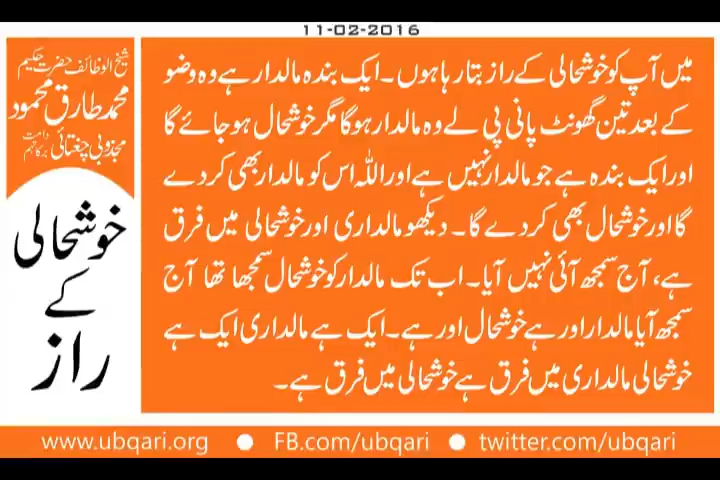 11-02-2016
شیخ الوظائف حضرت حکیم
محمد طارق محمود
مجذوبی چغتائی دامت برکاتہم
خوشحالی
کے
راز
میں آپ کو خوشحالی کے راز بتا رہا ہوں۔ ایک بندہ مالدار ہے وہ وضو
کے بعد تین گھونٹ پانی پی لے وہ مالدار ہوگا مگر خوشحال ہو جائے گا
اور ایک بندہ ہے جو مالدار نہیں ہے اور اللہ اس کو مالدار بھی کر دے
گا اور خوشحال بھی کر دے گا۔ دیکھو مالداری اور خوشحالی میں فرق
ہے، آج سمجھ آئی نہیں آیا۔ اب تک مالدار کو خوشحال سمجھا تھا آج
سمجھ آیا مالدار اور ہے خوشحال اور ہے۔ ایک ہے مالداری ایک ہے
خوشحالی مالداری میں فرق ہے خوشحالی میں فرق ہے۔
www.ubqari.org ● FB.com/ubqari ● twitter.com/ubqari